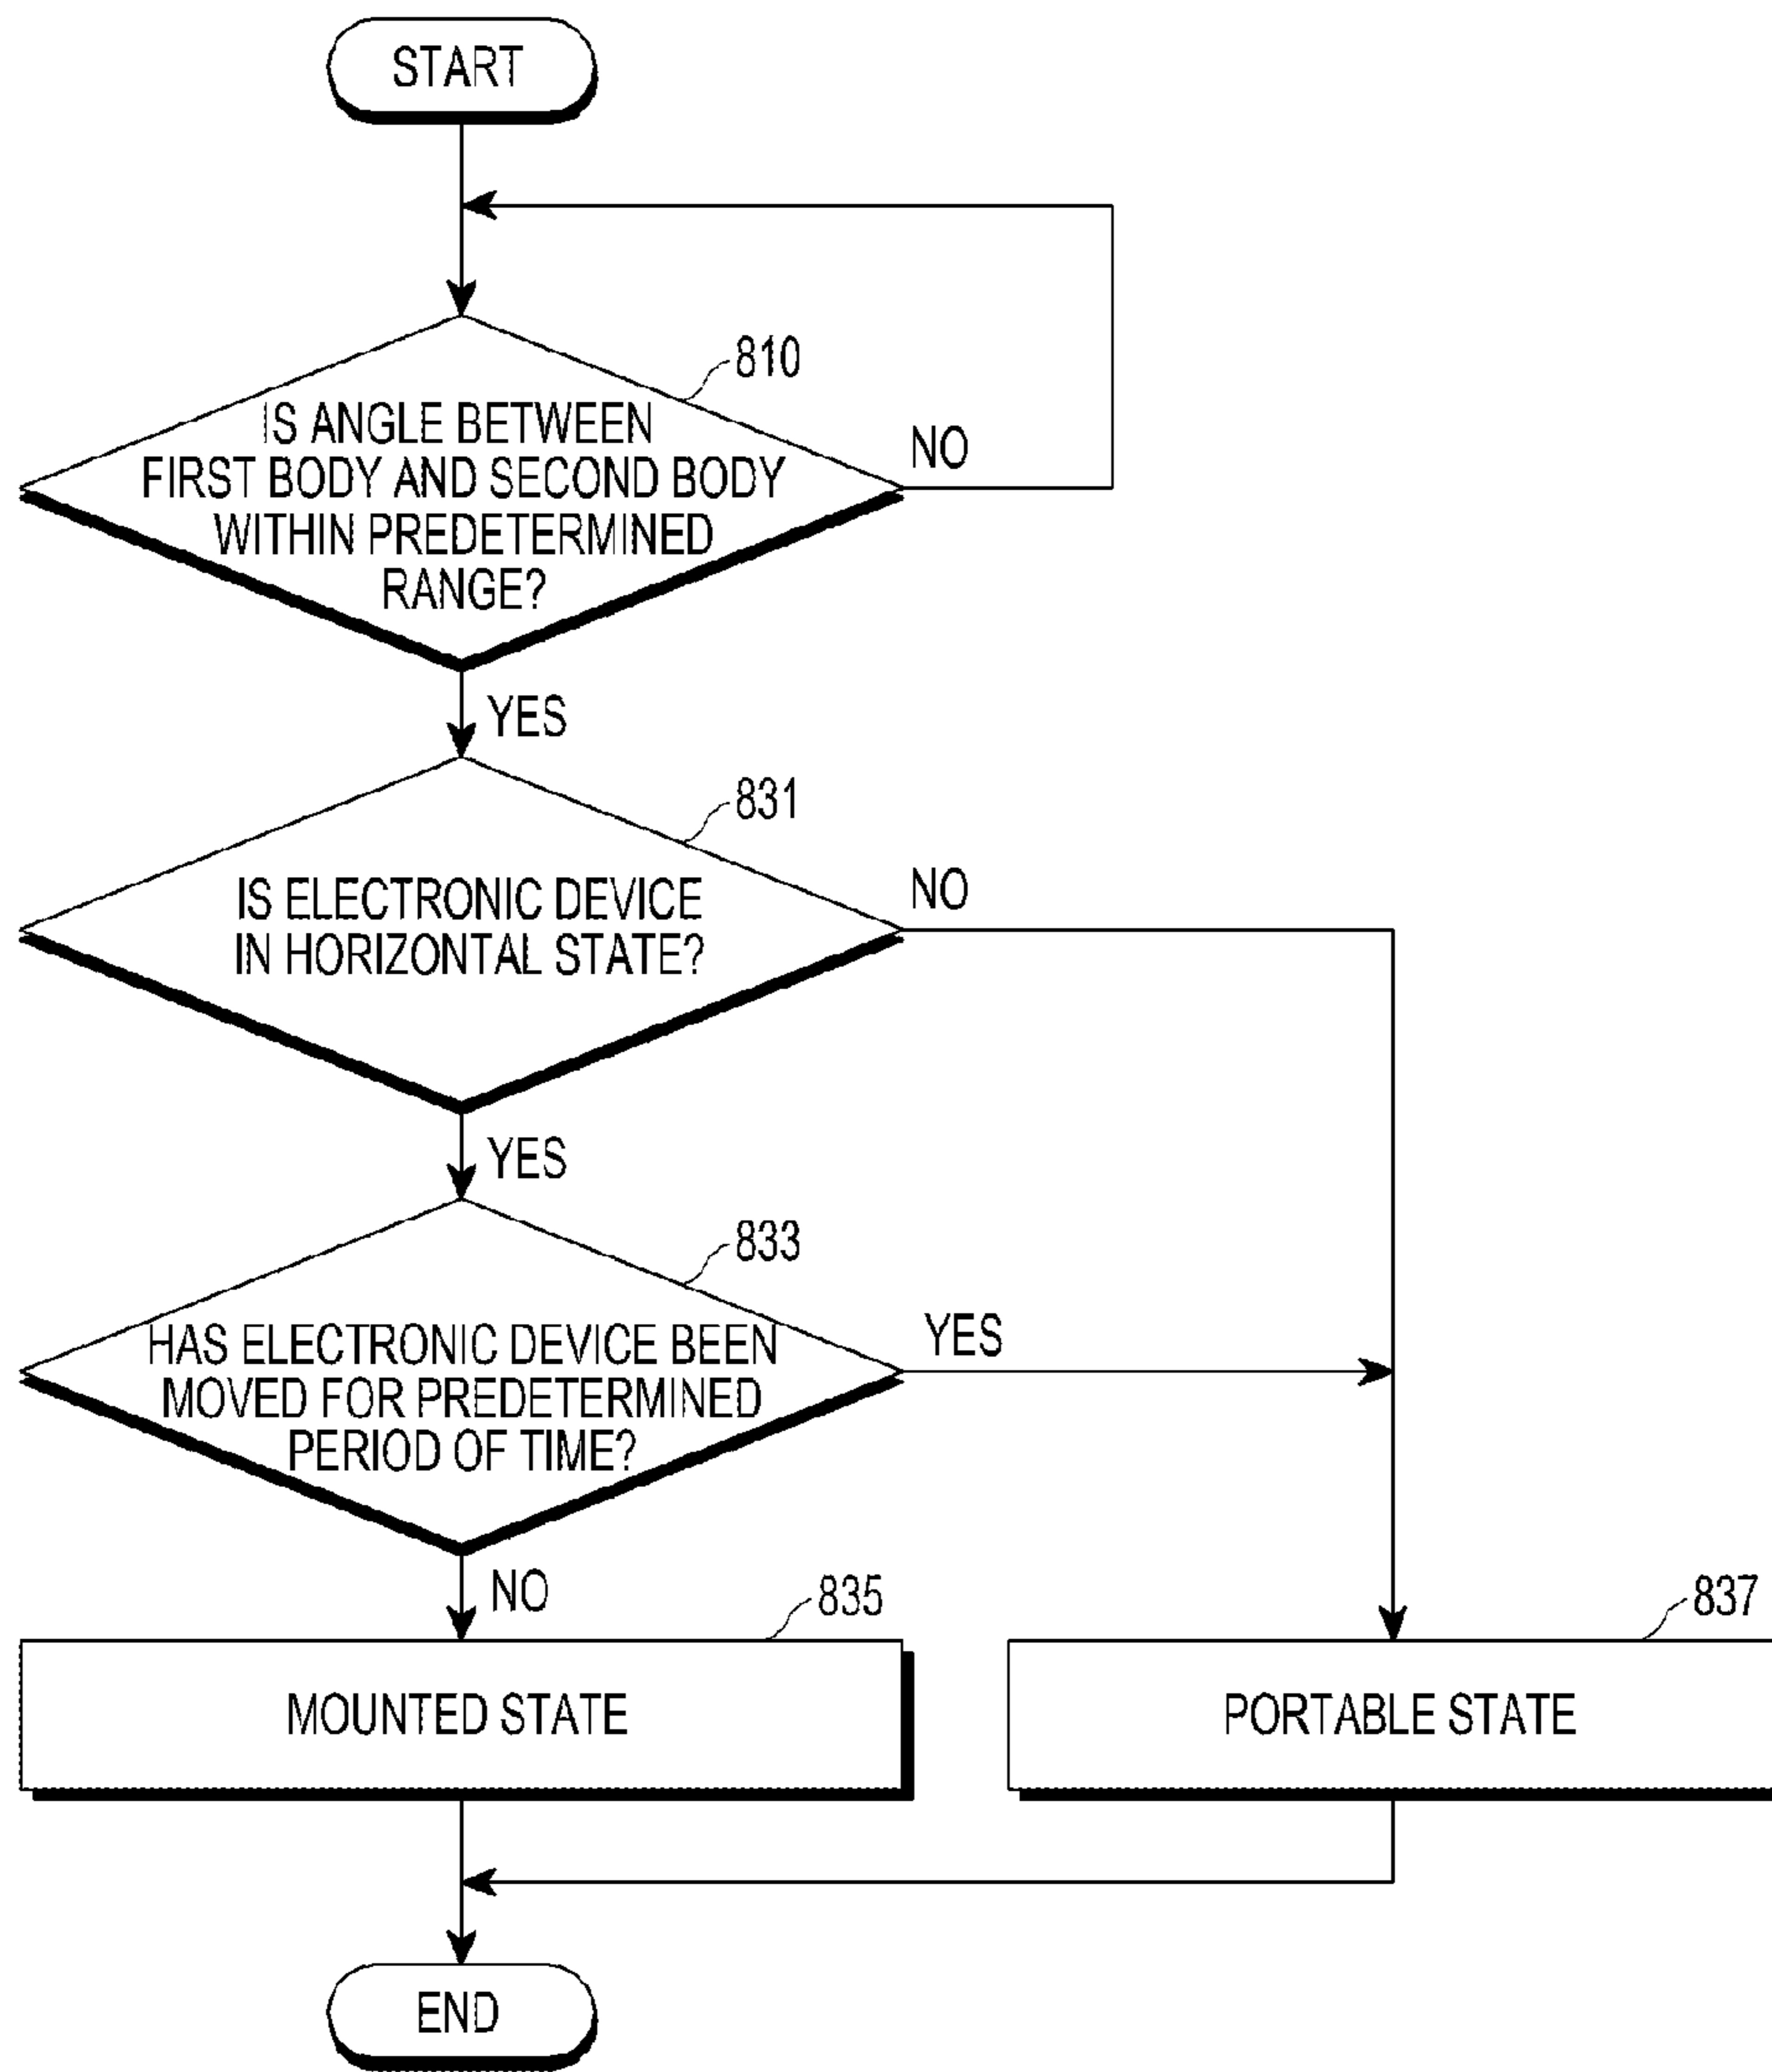 START
810
IS ANGLE BETWEEN
FIRST BODY AND SECOND BODY
WITHIN PREDETERMINED
RANGE?
NO
YES
831
IS ELECTRONIC DEVICE
IN HORIZONTAL STATE?
NO
YES
833
HAS ELECTRONIC DEVICE BEEN
MOVED FOR PREDETERMINED
PERIOD OF TIME?
YES
NO
835
MOUNTED STATE
837
PORTABLE STATE
END